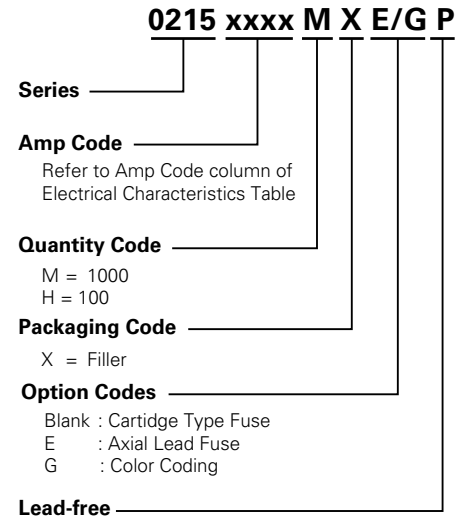 0215 xxxx M X E/G P
Series
Amp Code
Refer to Amp Code column of
Electrical Characteristics Table
Quantity Code
M = 1000
H = 100
Packaging Code
X = Filler
Option Codes
Blank : Cartidge Type Fuse
E : Axial Lead Fuse
G : Color Coding
Lead-free